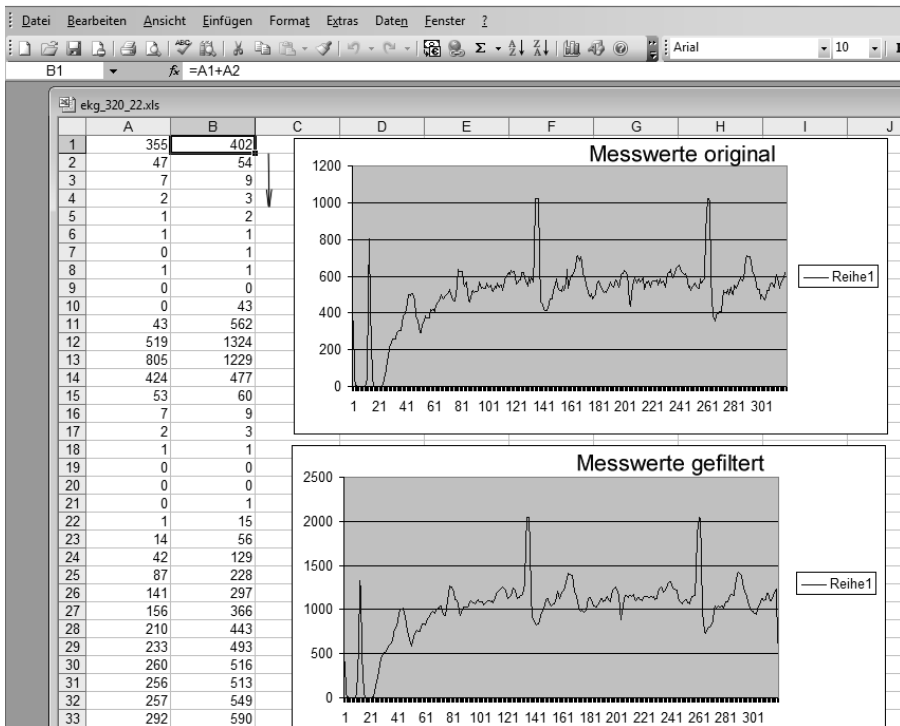 Datei Bearbeiten Ansicht Einfügen Format Extras Daten Fenster ?
Arial 10
B1 fx =A1+A2
ekg_320_22.xls
A B C D E F G H I J
1 355 402
2 47 54
3 7 9
4 2 3
5 1 2
6 1 1
7 0 1
8 1 1
9 0 0
10 0 43
11 43 562
12 519 1324
13 805 1229
14 424 477
15 53 60
16 7 9
17 2 3
18 1 1
19 0 0
20 0 0
21 0 1
22 1 15
23 14 56
24 42 129
25 87 228
26 141 297
27 156 366
28 210 443
29 233 493
30 260 516
31 256 513
32 257 549
33 292 590
Messwerte original
1200
1000
800
600
400
200
0
1 21 41 61 81 101 121 141 161 181 201 221 241 261 281 301
Reihe1
Messwerte gefiltert
2500
2000
1500
1000
500
0
1 21 41 61 81 101 121 141 161 181 201 221 241 261 281 301
Reihe1